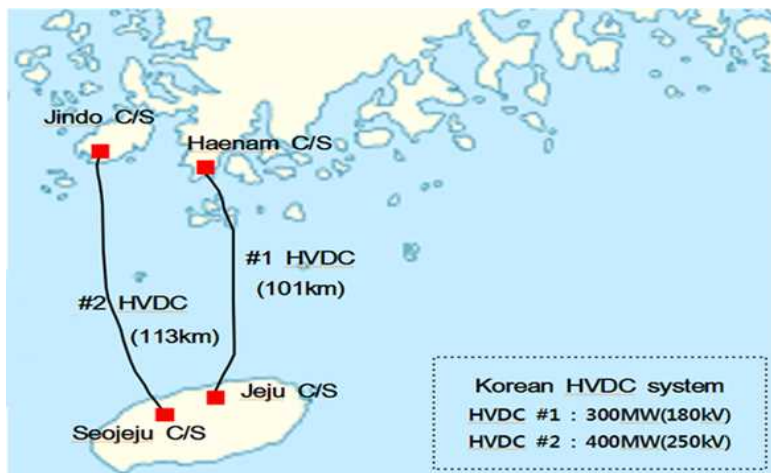 Jindo C/S
Haenam C/S
#1 HVDC
(101km)
#2 HVDC
(113km)
Jeju C/S
Seojeju C/S
Korean HVDC system
HVDC #1 : 300MW(180kV)
HVDC #2 : 400MW(250kV)